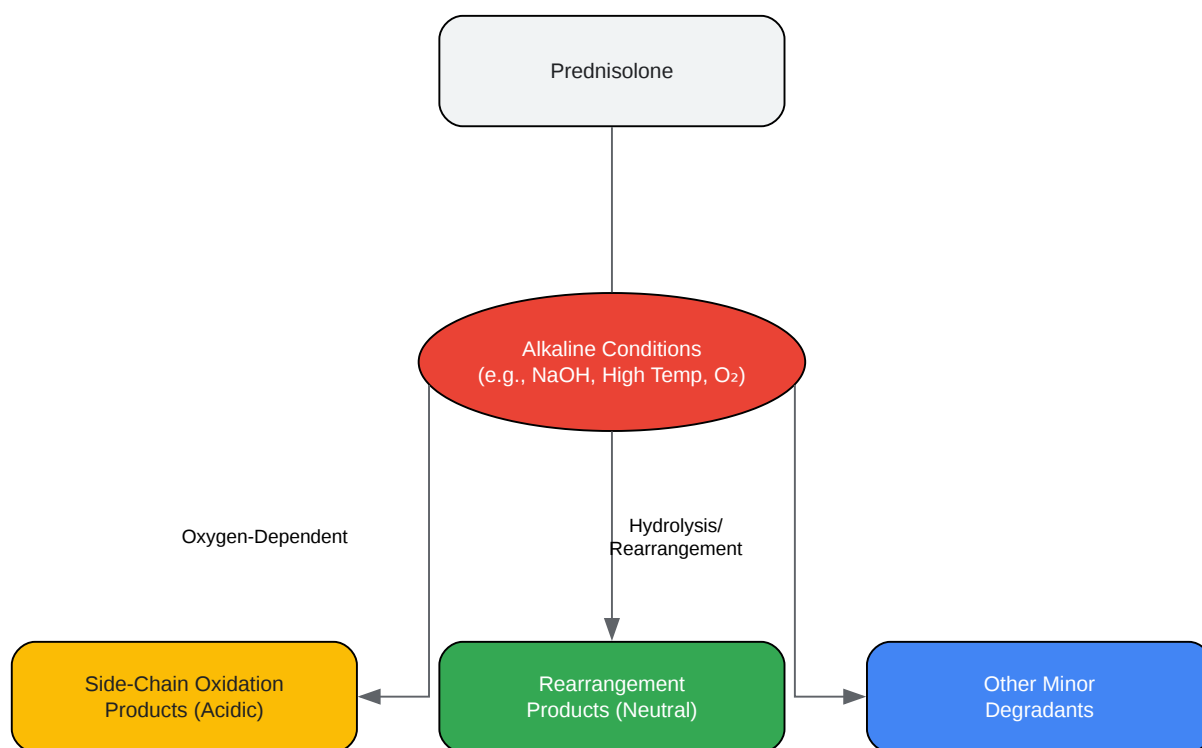 Prednisolone
Alkaline Conditions
(e.g., NaOH, High Temp, O₂)
Oxygen-Dependent
Hydrolysis/
Rearrangement
Side-Chain Oxidation
Products (Acidic)
Rearrangement
Products (Neutral)
Other Minor
Degradants